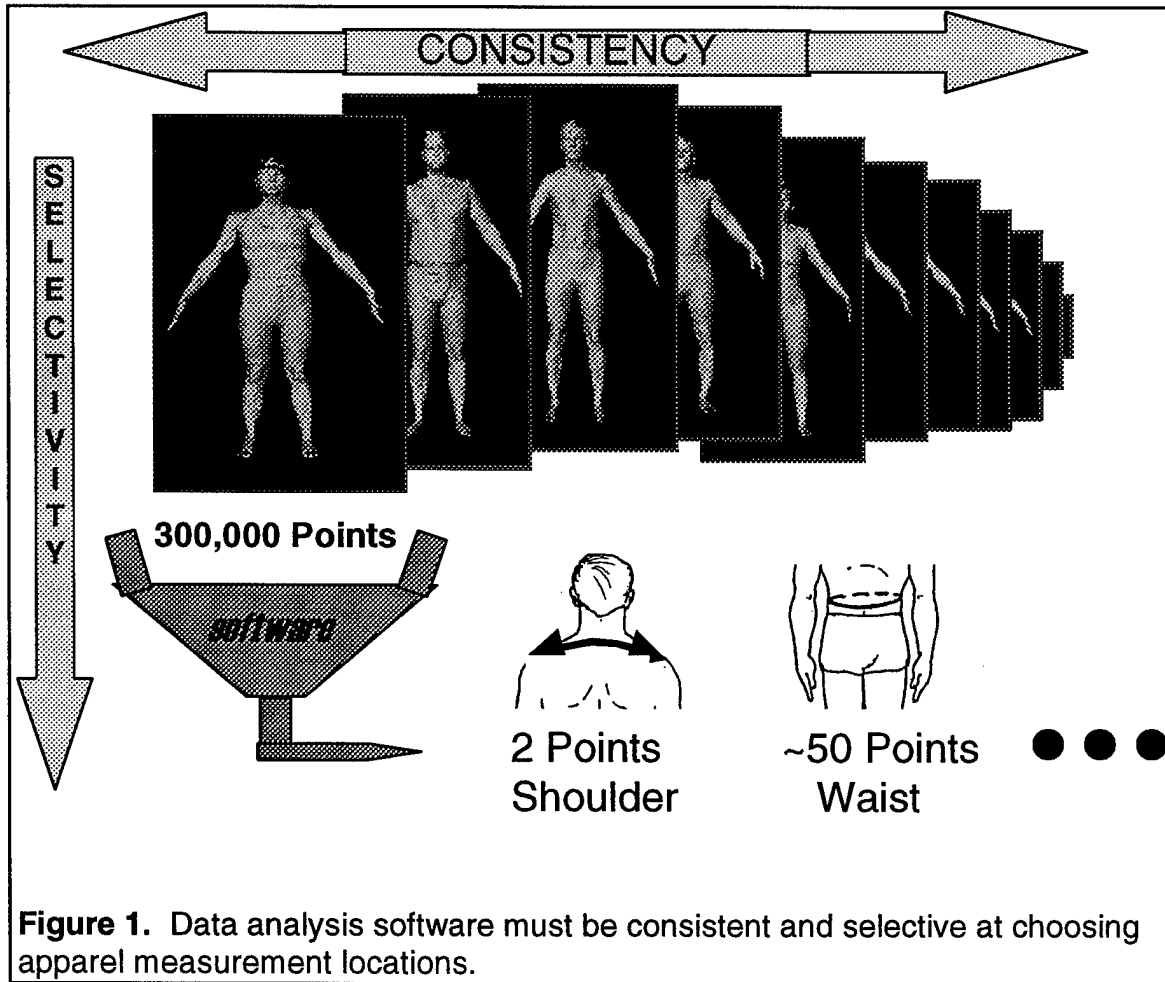 CONSISTENCY
SELECTIVITY
300,000 Points
software
2 Points
Shoulder
~50 Points
Waist
Figure 1. Data analysis software must be consistent and selective at choosing
apparel measurement locations.